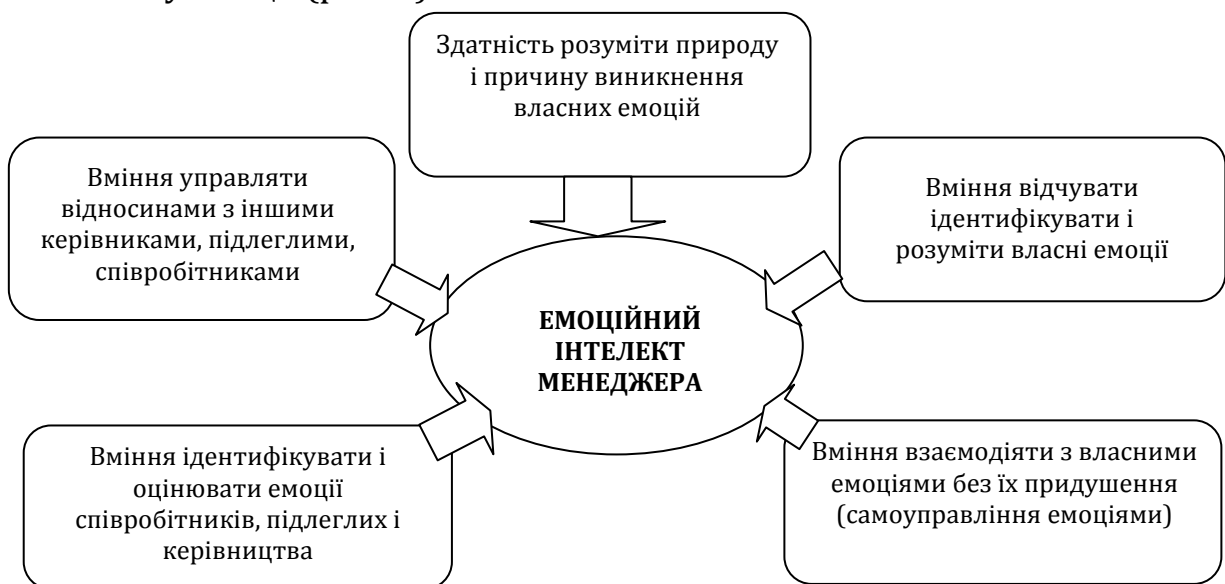 Здатність розуміти природу
і причину виникнення
власних емоцій
Вміння управляти
відносинами з іншими
керівниками, підлеглими,
співробітниками
Вміння відчувати
ідентифікувати і
розуміти власні емоції
ЕМОЦІЙНИЙ
ІНТЕЛЕКТ
МЕНЕДЖЕРА
Вміння ідентифікувати і
оцінювати емоції
співробітників, підлеглих і
керівництва
Вміння взаємодіяти з власними
емоціями без їх придушення
(самоуправління емоціями)